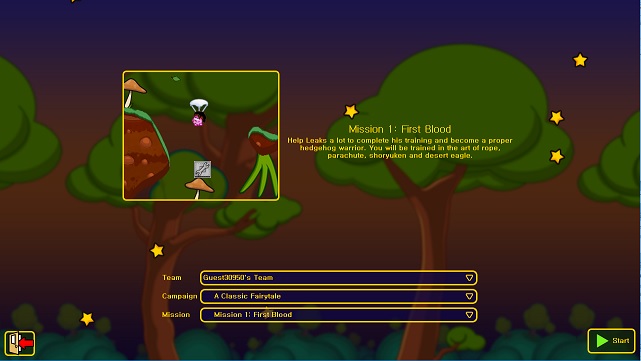 Mission 1: First Blood
Help Leaks a lot to complete his training and become a proper
hedgehog warrior. You will be trained in the art of rope,
parachute, shoryuken and desert eagle.
Team
Guest30950's Team
Campaign
A Classic Fairytale
Mission
Mission 1: First Blood
Start